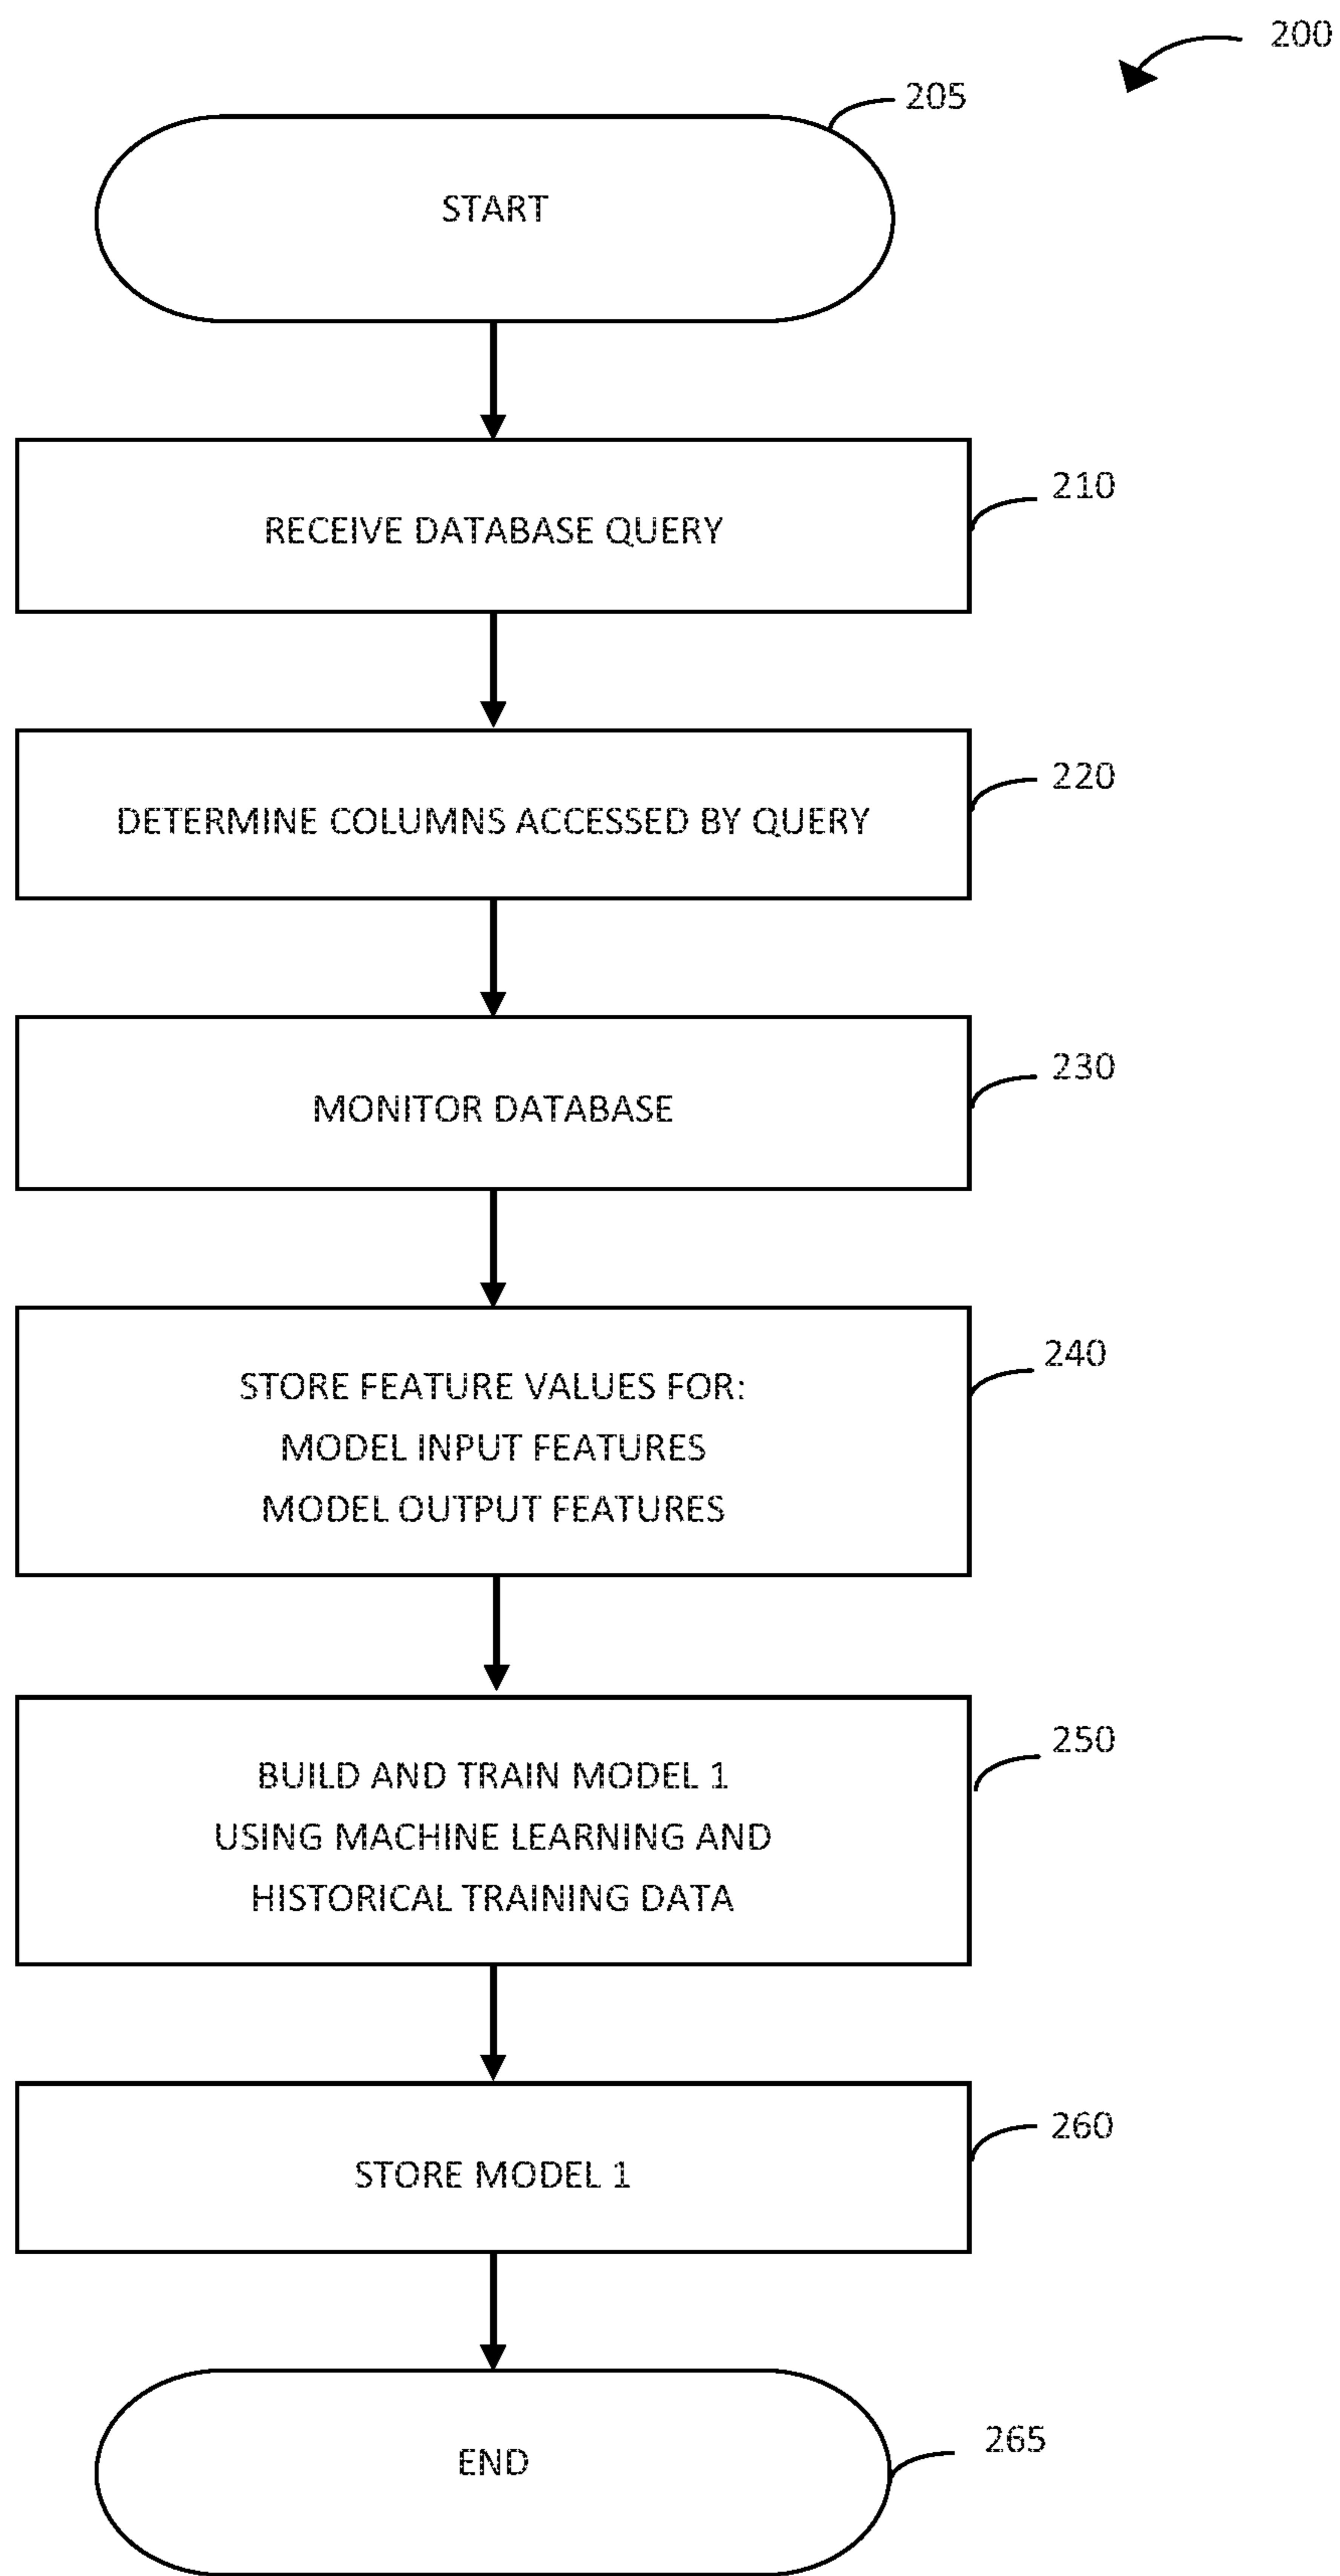 200
205
START
210
RECEIVE DATABASE QUERY
220
DETERMINE COLUMNS ACCESSED BY QUERY
230
MONITOR DATABASE
240
STORE FEATURE VALUES FOR:
MODEL INPUT FEATURES
MODEL OUTPUT FEATURES
250
BUILD AND TRAIN MODEL 1
USING MACHINE LEARNING AND
HISTORICAL TRAINING DATA
260
STORE MODEL 1
265
END